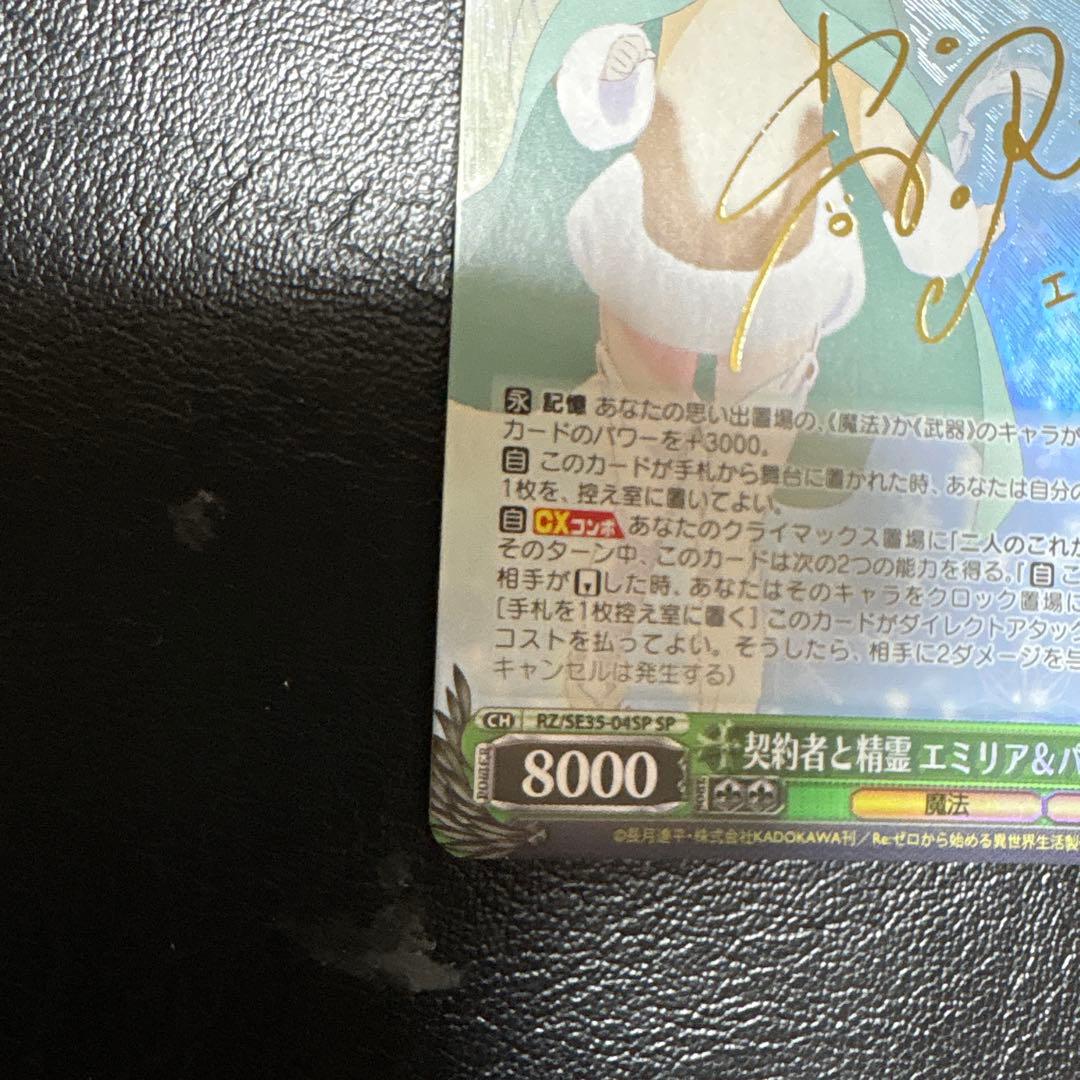 エ
永 記憶 あなたの思い出置場の、《魔法》か《武器》のキャラが
カードのパワーを+3000。
自 このカードが手札から舞台に置かれた時、あなたは自分の
1枚を、控え室に置いてよい。
自 CXコンボ あなたのクライマックス置場に「二人のこれか
そのターン中、このカードは次の2つの能力を得る。「自 こ
相手がした時、あなたはそのキャラをクロック置場に
[手札を1枚控え室に置く] このカードがダイレクトアタック
コストを払ってよい。そうしたら、相手に2ダメージを与
キャンセルは発生する）
CH RZ/SE35-04SP SP
POWER 8000 契約者と精霊 エミリア&パ
SOUL 魔法
©長月達平・株式会社KADOKAWA刊／Re:ゼロから始める異世界生活製